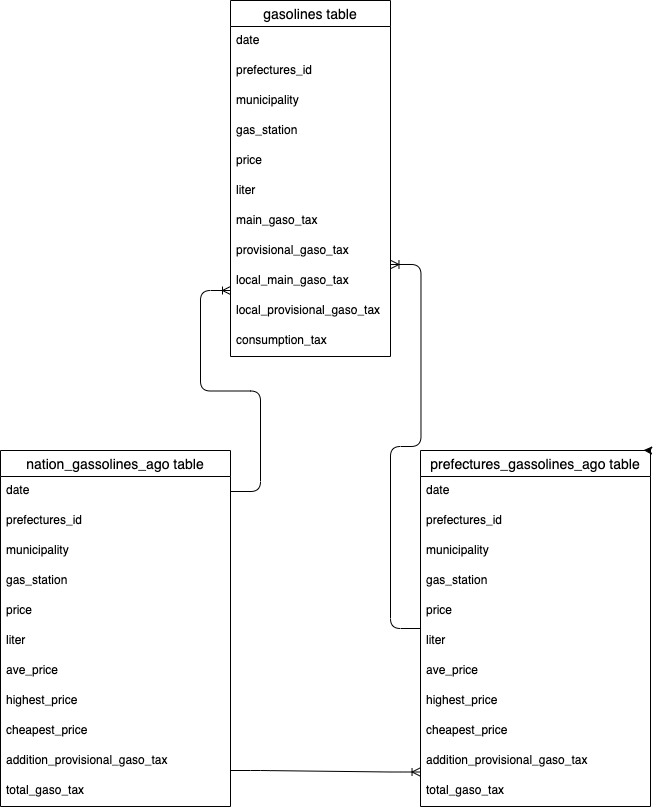 gasolines table
date
prefectures_id
municipality
gas_station
price
liter
main_gaso_tax
provisional_gaso_tax
local_main_gaso_tax
local_provisional_gaso_tax
consumption_tax
nation_gassolines_ago table
date
prefectures_id
municipality
gas_station
price
liter
ave_price
highest_price
cheapest_price
addition_provisional_gaso_tax
total_gaso_tax
prefectures_gassolines_ago table
date
prefectures_id
municipality
gas_station
price
liter
ave_price
highest_price
cheapest_price
addition_provisional_gaso_tax
total_gaso_tax